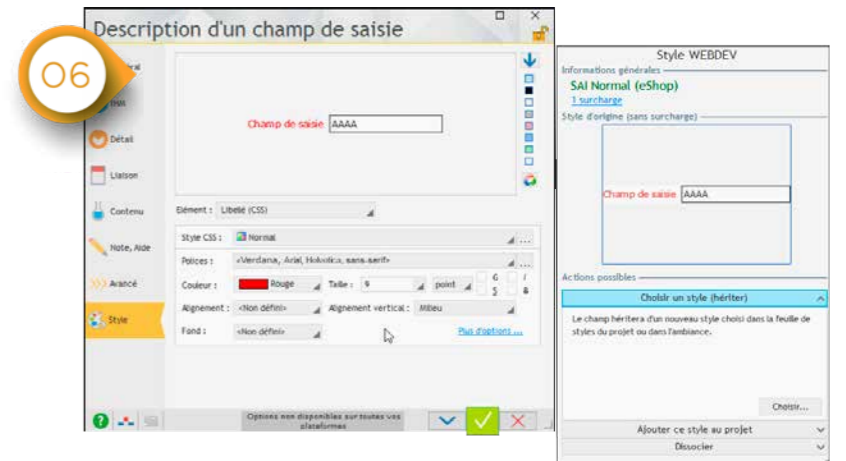 Description d'un champ de saisie
06
Général
IHM
Détail
Liaison
Contenu
Note, Aide
Avancé
Style
Champ de saisie AAAA
Elément : Libellé (CSS)
Style CSS : Normal ...
Polices : <Verdana, Arial, Helvetica, sans-serif> ...
Couleur : Rouge Taille : 9 point G I S B
Alignement : <Non défini> Alignement vertical : Milieu
Fond : <Non défini> Plus d'options ...
Options non disponibles sur toutes vos
plateformes
Style WEBDEV
Informations générales
SAI Normal (eShop)
1 surcharge
Style d'origine (sans surcharge)
Champ de saisie AAAA
Actions possibles
Choisir un style (hériter)
Le champ héritera d'un nouveau style choisi dans la feuille de
styles du projet ou dans l'ambiance.
Choisir...
Ajouter ce style au projet
Dissocier